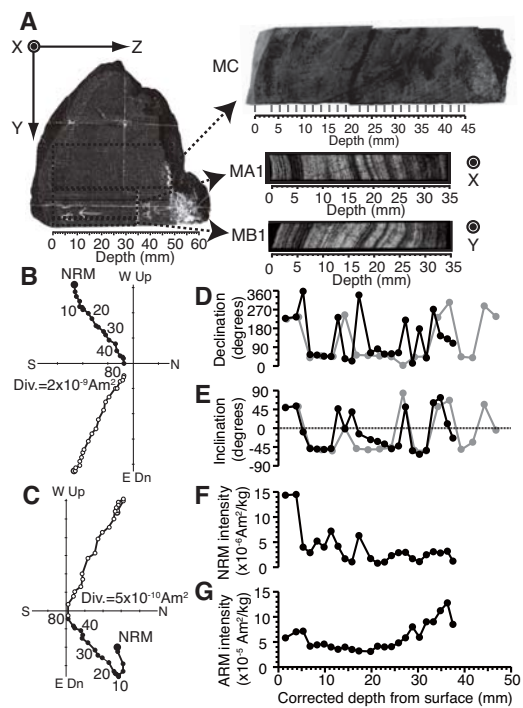 A
X
Z
Y
MC
0 5 10 15 20 25 30 35 40 45
Depth (mm)
MA1
X
0 5 10 15 20 25 30 35
Depth (mm)
MB1
Y
0 5 10 15 20 25 30 35
0 10 20 30 40 50 60
Depth (mm)
B
W Up
NRM
10
20
30
40
80
S
N
Div.=2x10-9Am2
E Dn
C
W Up
Div.=5x10-10Am2
S
N
80
40
30
20
10
NRM
E Dn
D
Declination
(degrees)
360
270
180
90
0
E
Inclination
(degrees)
90
45
0
-45
-90
F
NRM intensity
(x10-6Am2/kg)
15
10
5
0
G
ARM intensity
(x10-5 Am2/kg)
15
10
5
0
0 10 20 30 40 50
Corrected depth from surface (mm)